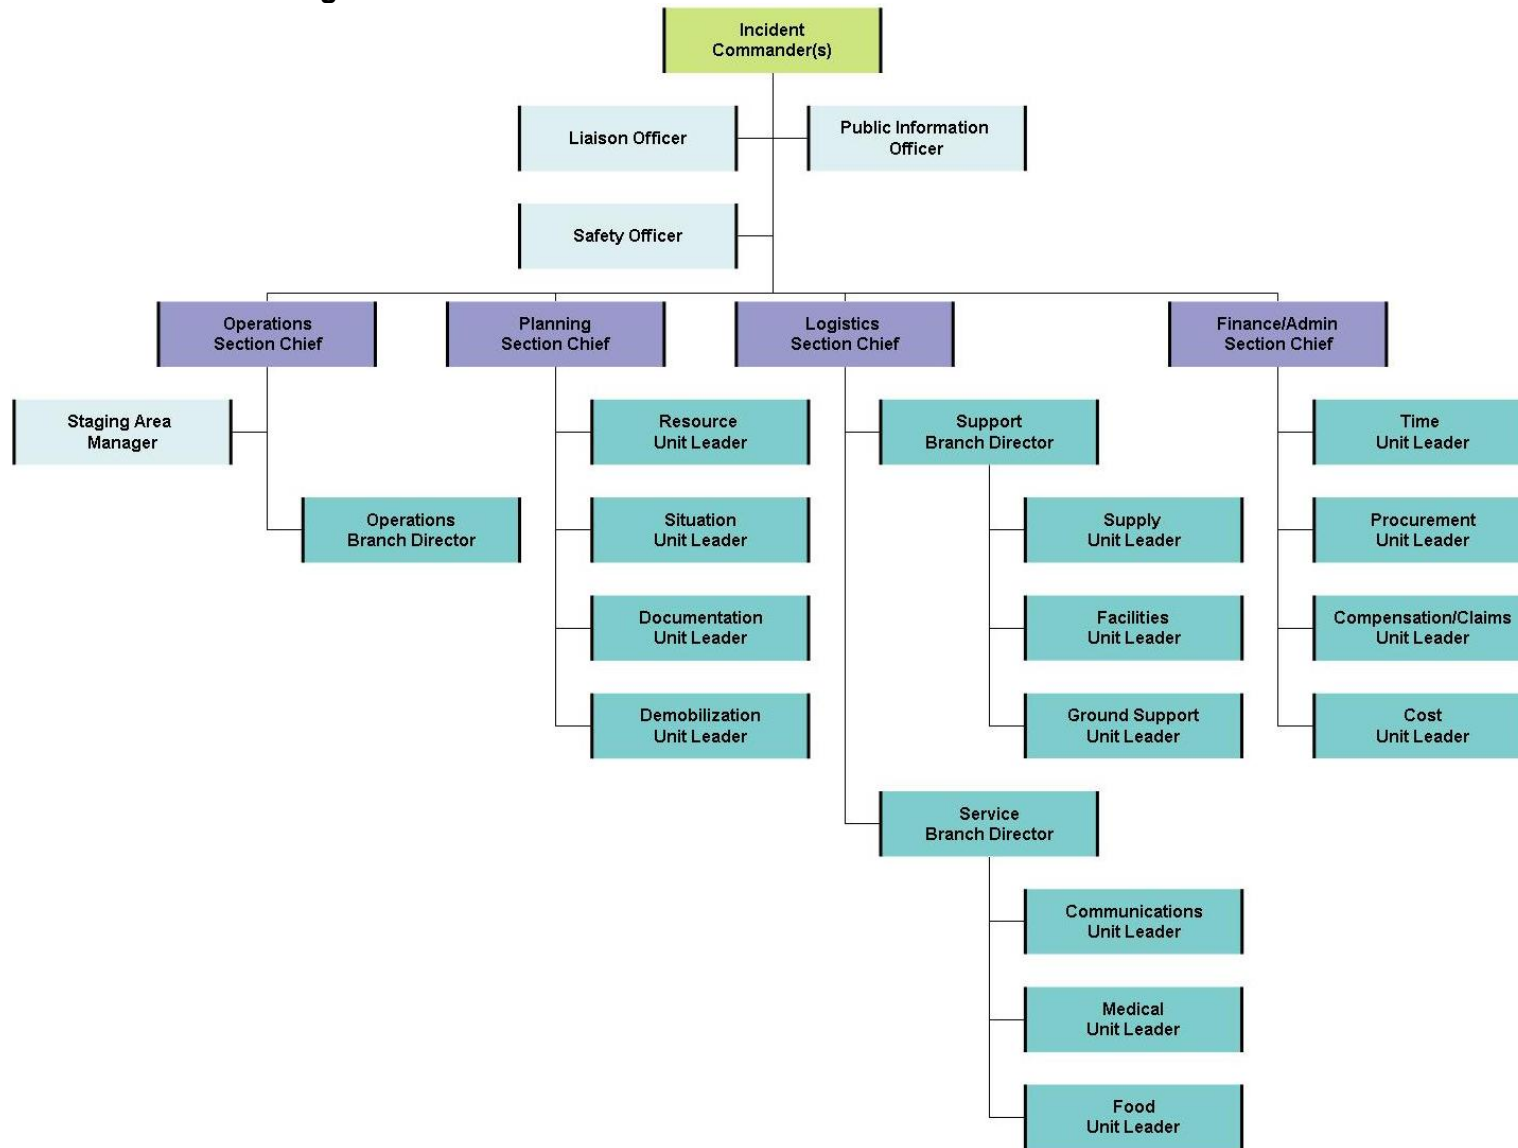 Incident
Commander(s)
Liaison Officer
Public Information
Officer
Safety Officer
Operations
Section Chief
Planning
Section Chief
Logistics
Section Chief
Finance/Admin
Section Chief
Staging Area
Manager
Resource
Unit Leader
Support
Branch Director
Time
Unit Leader
Operations
Branch Director
Situation
Unit Leader
Supply
Unit Leader
Procurement
Unit Leader
Documentation
Unit Leader
Facilities
Unit Leader
Compensation/Claims
Unit Leader
Demobilization
Unit Leader
Ground Support
Unit Leader
Cost
Unit Leader
Service
Branch Director
Communications
Unit Leader
Medical
Unit Leader
Food
Unit Leader